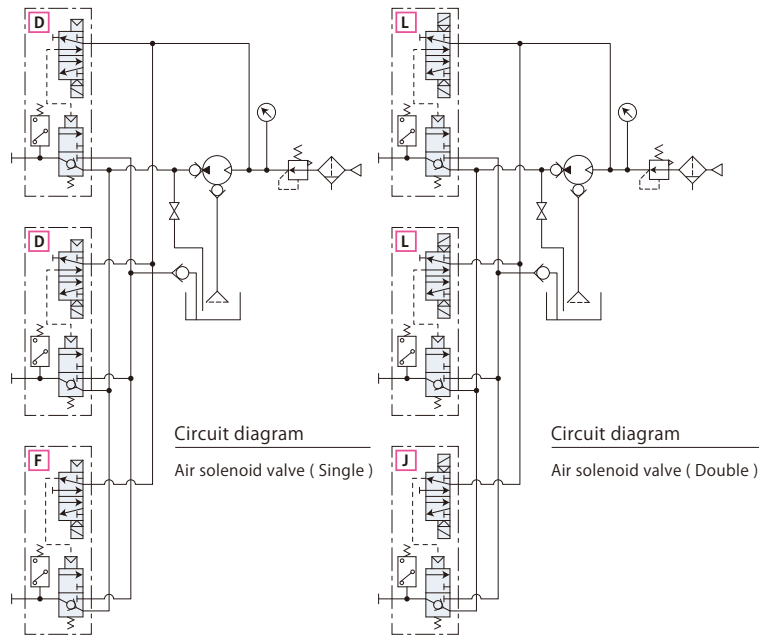 D
D
F
Circuit diagram
Air solenoid valve ( Single )
L
L
J
Circuit diagram
Air solenoid valve ( Double )